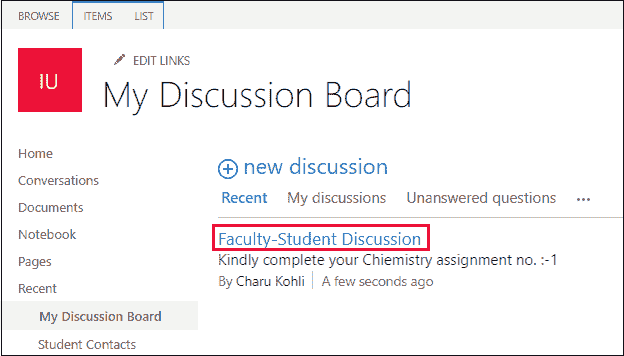 BROWSE ITEMS LIST
IU
EDIT LINKS
My Discussion Board
Home
Conversations
Documents
Notebook
Pages
Recent
My Discussion Board
Student Contacts
new discussion
Recent My discussions Unanswered questions ...
Faculty-Student Discussion
Kindly complete your Chiemistry assignment no. :-1
By Charu Kohli A few seconds ago